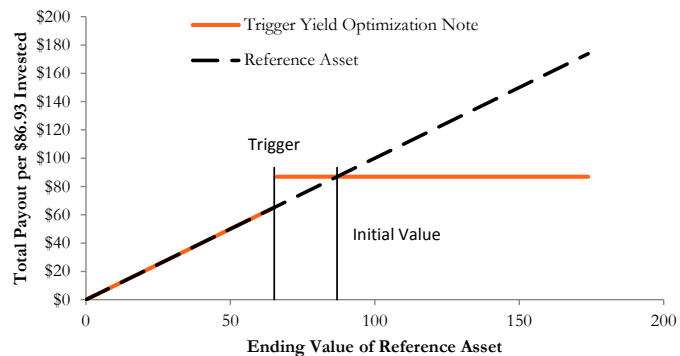 Total Payout per $86.93 Invested
$200
$180
$160
$140
$120
$100
$80
$60
$40
$20
$0
Trigger Yield Optimization Note
Reference Asset
Trigger
Initial Value
0
50
100
150
200
Ending Value of Reference Asset